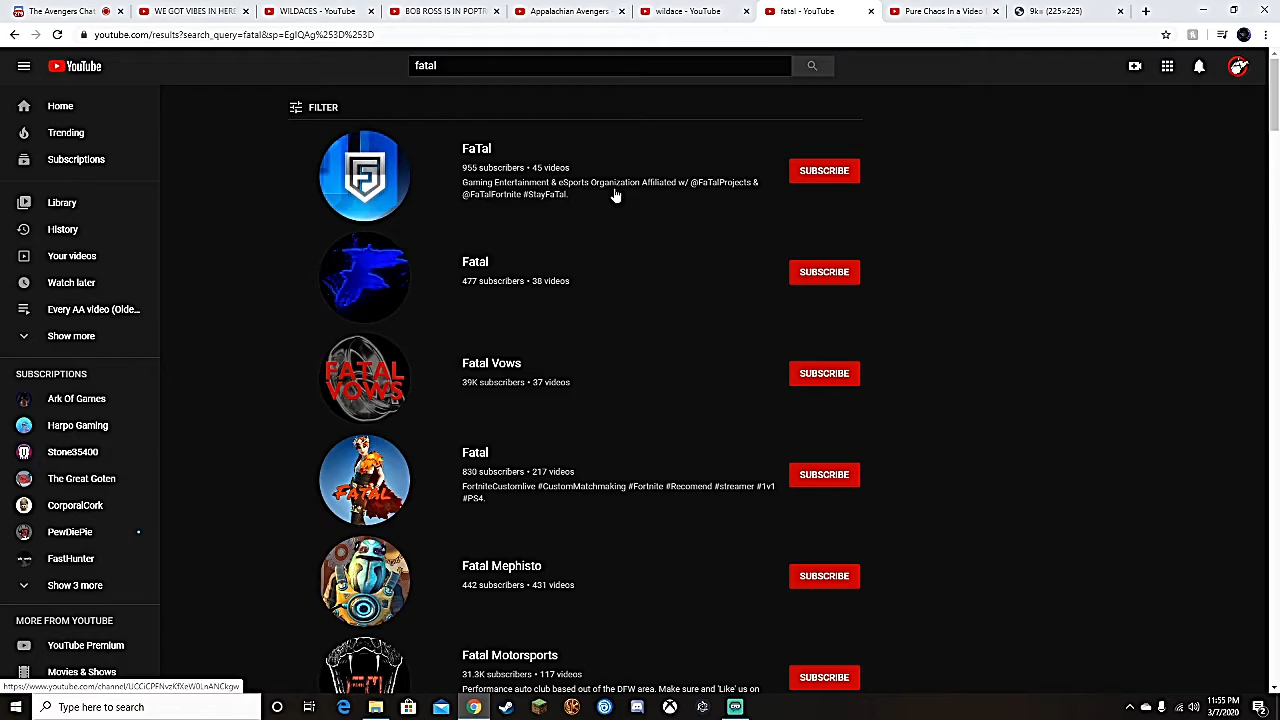 The Avengers Chat
WE GOT VIBES IN HERE
WILDACES - YouTube
BOB ROSS IS IN POPTR
Appalachian Avengers -
wildace - YouTube
fatal - YouTube
Pure Chaos In a Video
9k= (225×225)
youtube.com/results?search_query=fatal&sp=EgIQAg%253D%253D
YouTube
fatal
Home
Trending
Subscriptions
Library
History
Your videos
Watch later
Every AA video (Olde...
Show more
SUBSCRIPTIONS
Ark Of Games
Harpo Gaming
Stone35400
The Great Goten
CorporalCork
PewDiePie
FastHunter
Show 3 more
MORE FROM YOUTUBE
YouTube Premium
Movies & Shows
FILTER
FaTal
955 subscribers • 45 videos
Gaming Entertainment & eSports Organization Affiliated w/ @FaTalProjects &
@FaTalFortnite #StayFaTal.
SUBSCRIBE
Fatal
477 subscribers • 38 videos
SUBSCRIBE
FATAL
VOWS
Fatal Vows
39K subscribers • 37 videos
SUBSCRIBE
FATAL
Fatal
830 subscribers • 217 videos
FortniteCustomlive #CustomMatchmaking #Fortnite #Recomend #streamer #1v1
#PS4.
SUBSCRIBE
Fatal Mephisto
442 subscribers • 431 videos
SUBSCRIBE
Fatal Motorsports
31.3K subscribers • 117 videos
Performance auto club based out of the DFW area. Make sure and 'Like' us on
SUBSCRIBE
Type here to search
11:55 PM
3/7/2020